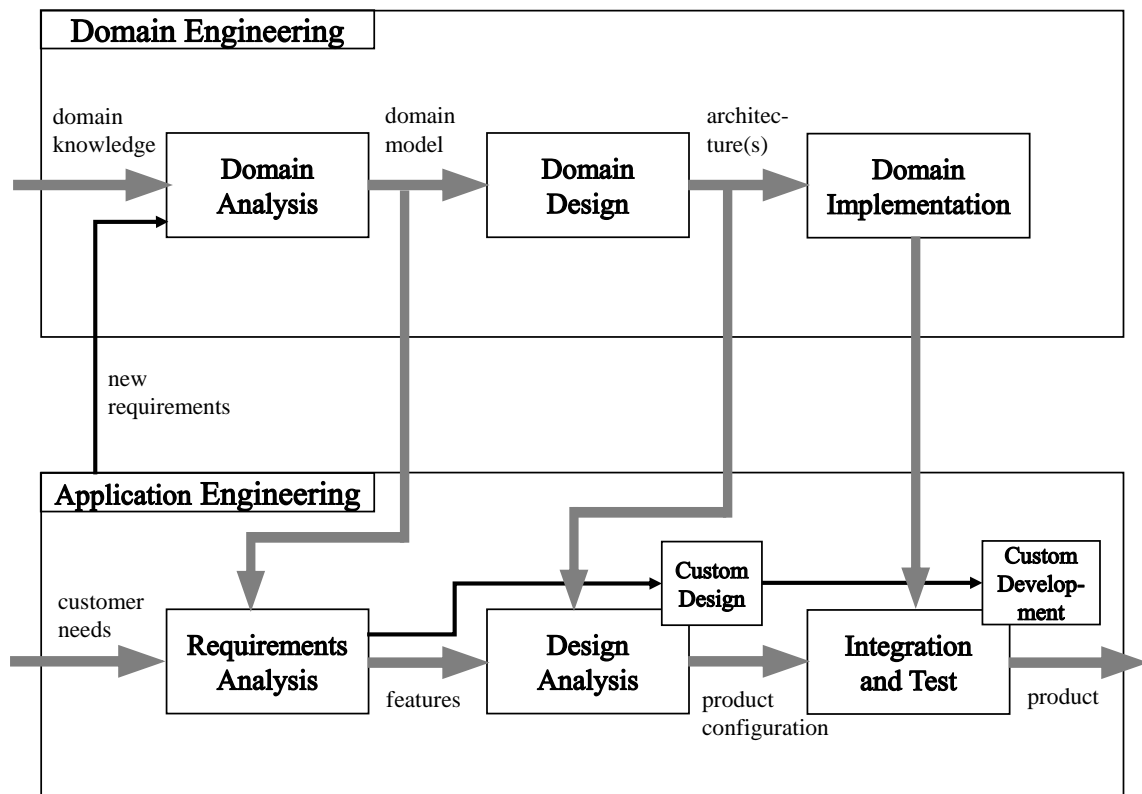 Domain Engineering
domain
knowledge
Domain
Analysis
domain
model
Domain
Design
architec-
ture(s)
Domain
Implementation
new
requirements
Application Engineering
customer
needs
Requirements
Analysis
features
Custom
Design
Design
Analysis
product
configuration
Custom
Develop-
ment
Integration
and Test
product